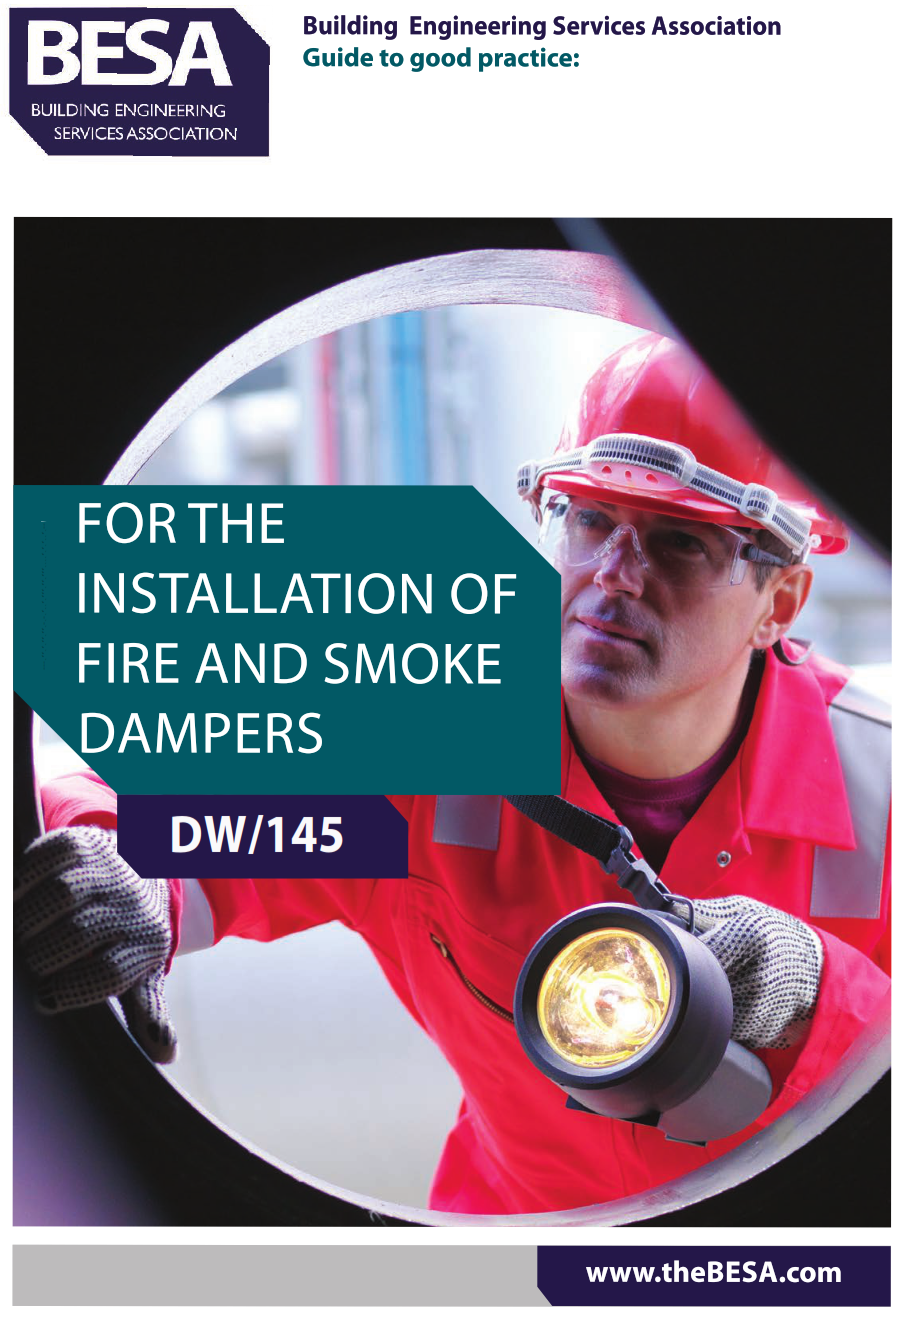 BESA
BUILDING ENGINEERING
SERVICES ASSOCIATION
Building Engineering Services Association
Guide to good practice:
FOR THE
INSTALLATION OF
FIRE AND SMOKE
DAMPERS
DW/145
www.theBESA.com